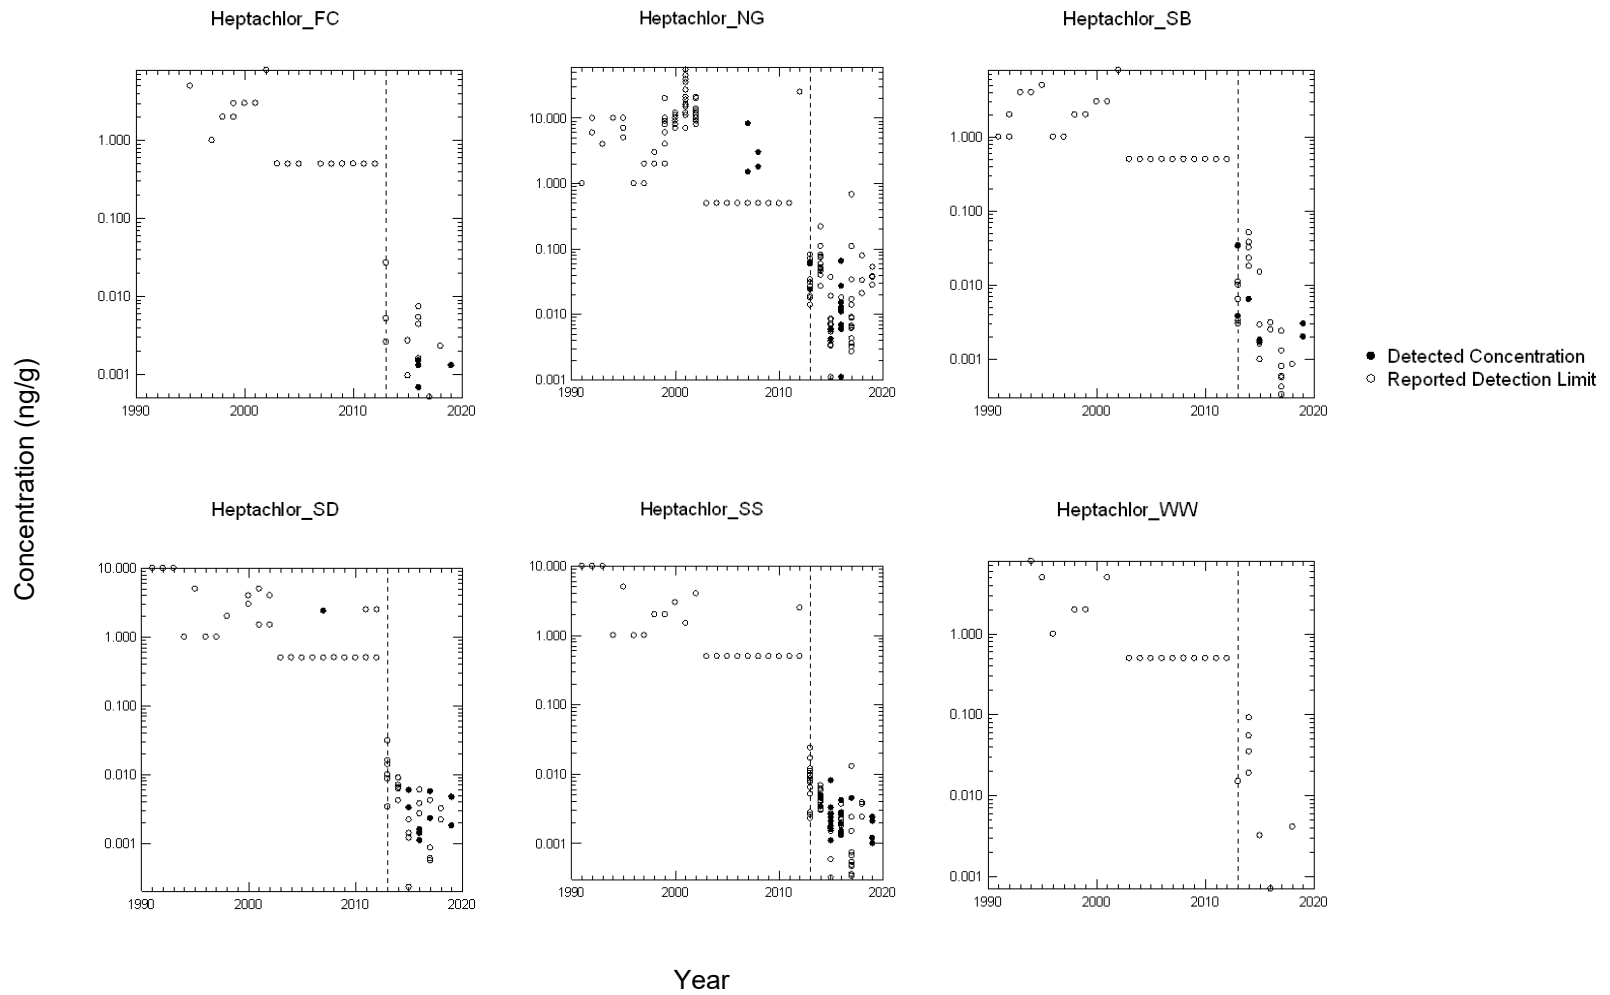 Heptachlor_FC
Heptachlor_NG
Heptachlor_SB
1.000
0.100
0.010
0.001
1990 2000 2010 2020
10.000
1.000
0.100
0.010
0.001
1990 2000 2010 2020
1.000
0.100
0.010
0.001
1990 2000 2010 2020
Detected Concentration
Reported Detection Limit
Concentration (ng/g)
Heptachlor_SD
Heptachlor_SS
Heptachlor_WW
10.000
1.000
0.100
0.010
0.001
1990 2000 2010 2020
10.000
1.000
0.100
0.010
0.001
1990 2000 2010 2020
1.000
0.100
0.010
0.001
1990 2000 2010 2020
Year